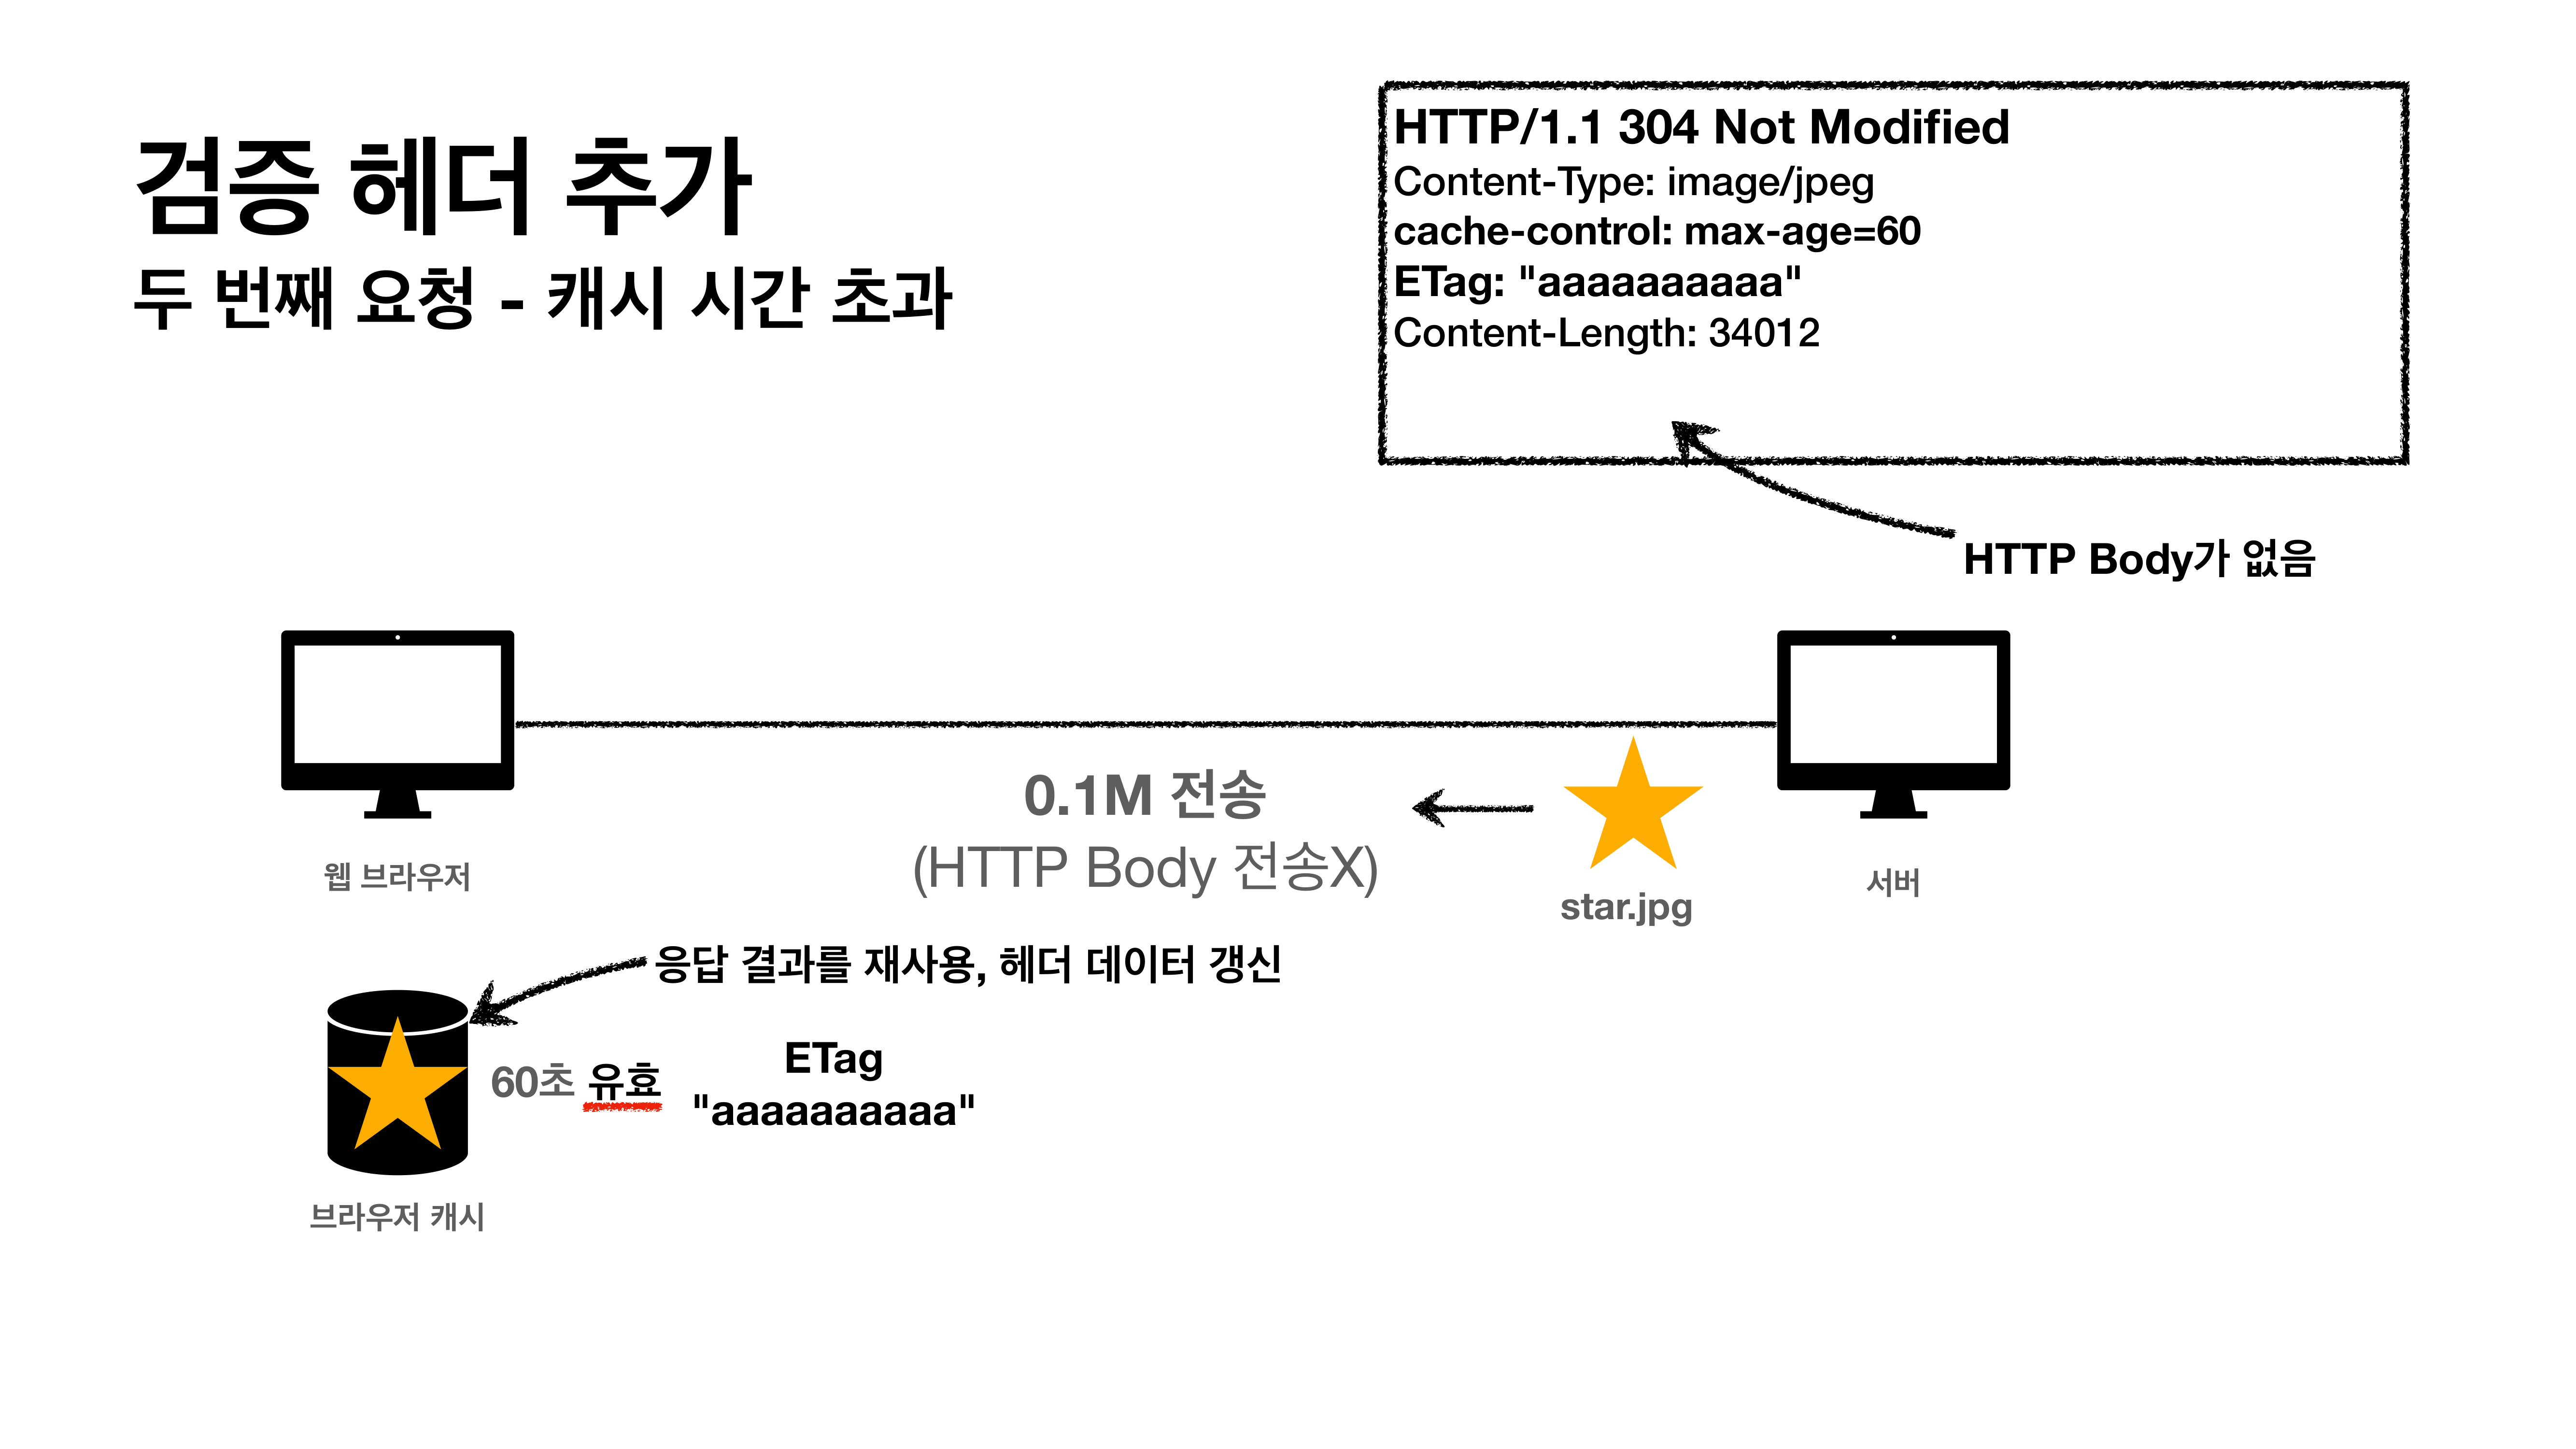 검증 헤더 추가
두 번째 요청 - 캐시 시간 초과
HTTP/1.1 304 Not Modified
Content-Type: image/jpeg
cache-control: max-age=60
ETag: "aaaaaaaaaa"
Content-Length: 34012
HTTP Body가 없음
0.1M 전송
(HTTP Body 전송X)
star.jpg
웹 브라우저
서버
응답 결과를 재사용, 헤더 데이터 갱신
60초 유효
ETag
"aaaaaaaaaa"
브라우저 캐시